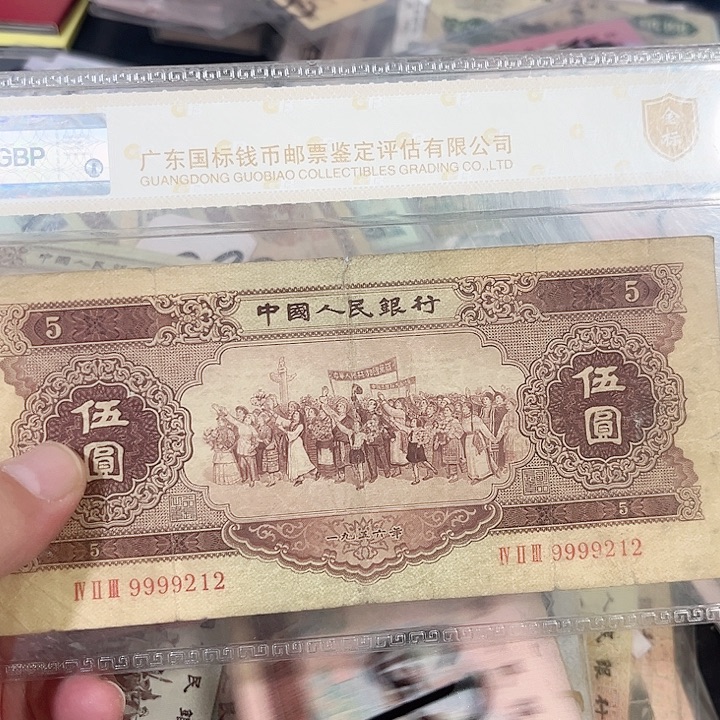 GBP
广东国标钱币邮票鉴定评估有限公司
GUANGDONG GUOBIAO COLLECTIBLES GRADING CO.,LTD
国标
5
中國人民銀行
5
伍圓
伍圓
5
一九五六年
5
Ⅳ Ⅱ Ⅲ 9999212
Ⅳ Ⅱ Ⅲ 9999212